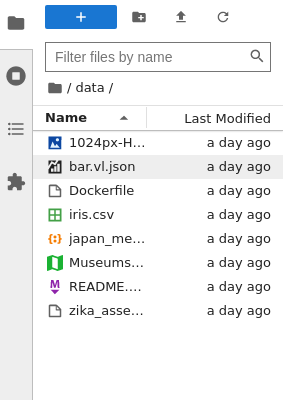 Filter files by name
/ data /
Name Last Modified
1024px-H... a day ago
bar.vl.json a day ago
Dockerfile a day ago
iris.csv a day ago
japan_me... a day ago
Museums... a day ago
README.... a day ago
zika_asse... a day ago